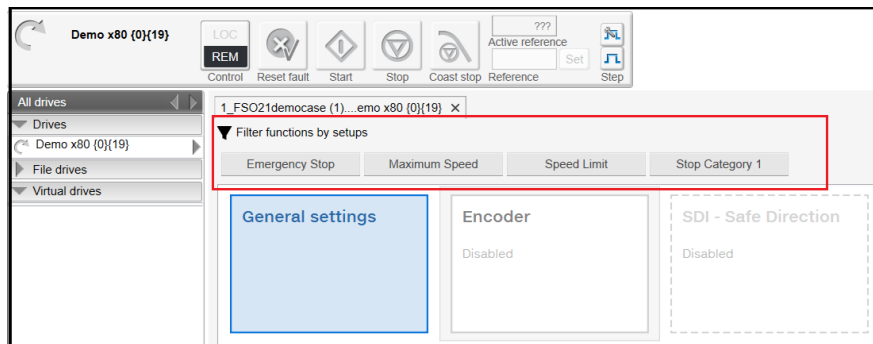 Demo x80 {0}{19}
LOC
REM
Control
Reset fault
Start
Stop
Coast stop
???
Active reference
Set
Reference
Step
All drives
Drives
Demo x80 {0}{19}
File drives
Virtual drives
1_FSO21democase (1)....emo x80 {0}{19}
Filter functions by setups
Emergency Stop
Maximum Speed
Speed Limit
Stop Category 1
General settings
Encoder
Disabled
SDI - Safe Direction
Disabled